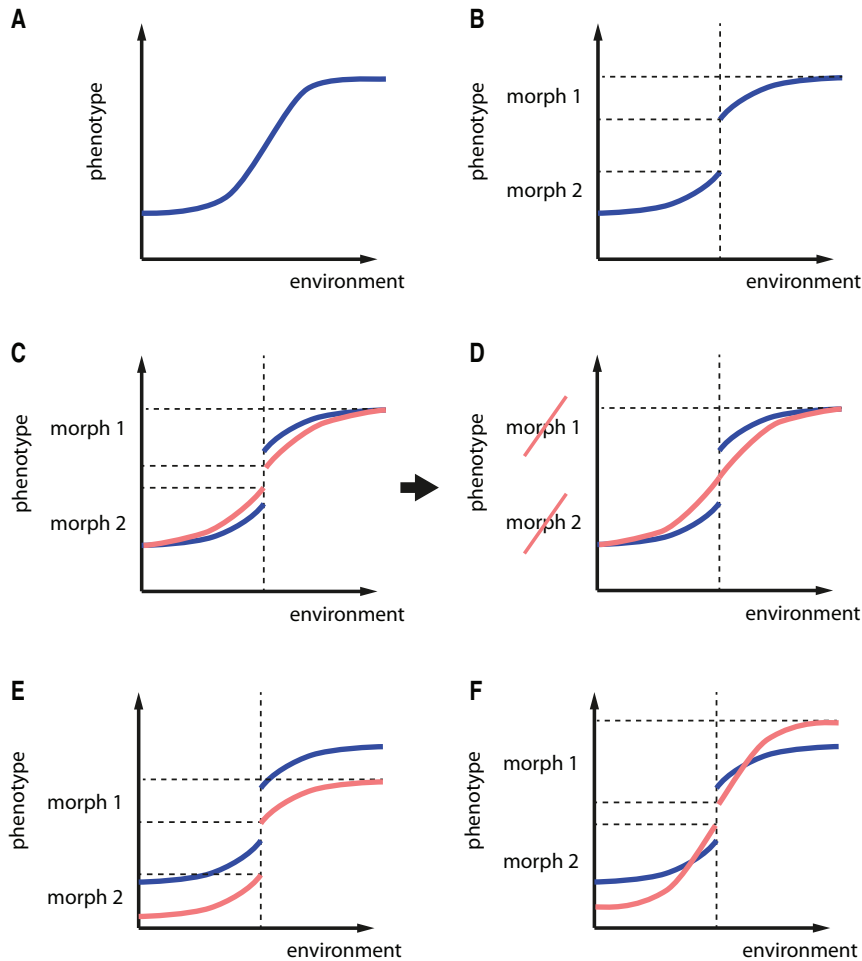 A
phenotype
environment
B
phenotype
morph 1
morph 2
environment
C
phenotype
morph 1
morph 2
environment
D
phenotype
morph 1
morph 2
environment
E
phenotype
morph 1
morph 2
environment
F
phenotype
morph 1
morph 2
environment